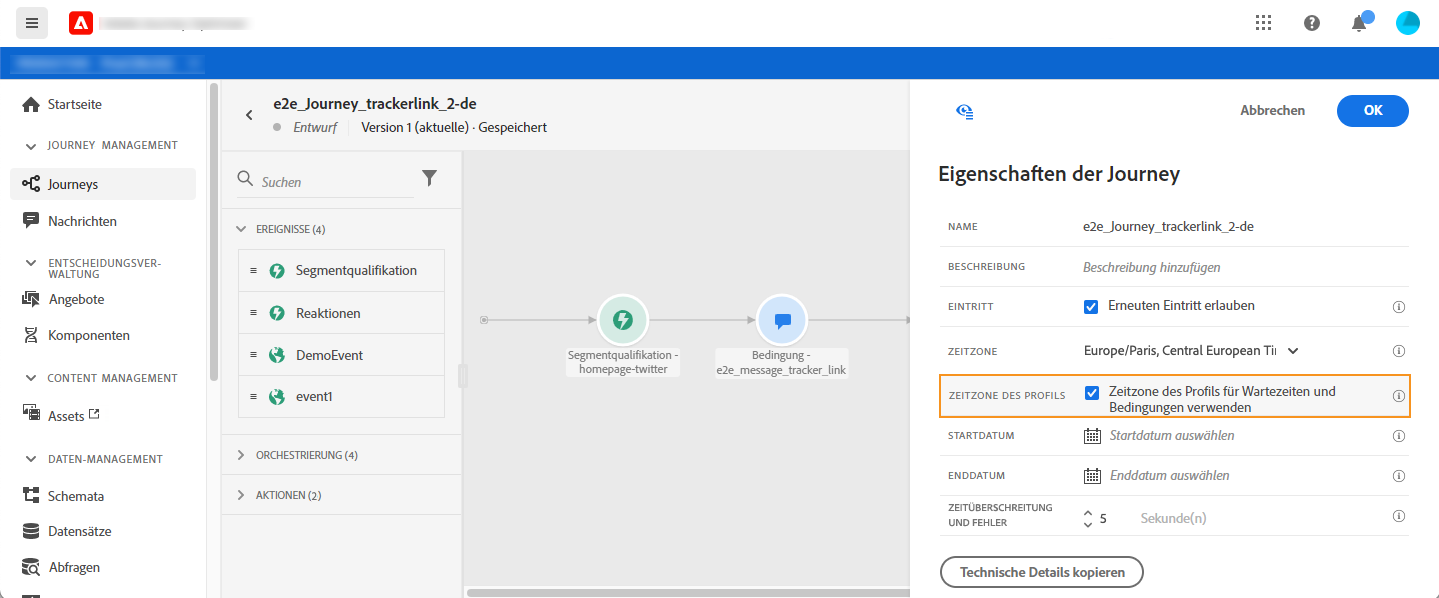 Startseite
JOURNEY MANAGEMENT
Journeys
Nachrichten
ENTSCHEIDUNGSVER-
WALTUNG
Angebote
Komponenten
CONTENT MANAGEMENT
Assets
DATEN-MANAGEMENT
Schemata
Datensätze
Abfragen
e2e_Journey_trackerlink_2-de
Entwurf
Version 1 (aktuelle) · Gespeichert
Suchen
EREIGNISSE (4)
Segmentqualifikation
Reaktionen
DemoEvent
event1
ORCHESTRIERUNG (4)
AKTIONEN (2)
Segmentqualifikation -
homepage-twitter
Bedingung -
e2e_message_tracker_link
Abbrechen
OK
Eigenschaften der Journey
NAME
e2e_Journey_trackerlink_2-de
BESCHREIBUNG
Beschreibung hinzufügen
EINTRITT
Erneuten Eintritt erlauben
ZEITZONE
Europe/Paris, Central European Ti
ZEITZONE DES PROFILS
Zeitzone des Profils für Wartezeiten und
Bedingungen verwenden
STARTDATUM
Startdatum auswählen
ENDDATUM
Enddatum auswählen
ZEITÜBERSCHREITUNG
UND FEHLER
5
Sekunde(n)
Technische Details kopieren